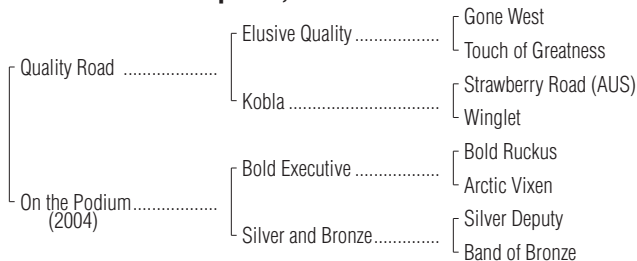 Gone West
Elusive Quality ..................
Touch of Greatness
Quality Road ....................
Strawberry Road (AUS)
Kobla ................................
Winglet
Bold Ruckus
Bold Executive ..................
Arctic Vixen
On the Podium..................
(2004)
Silver Deputy
Silver and Bronze..............
Band of Bronze